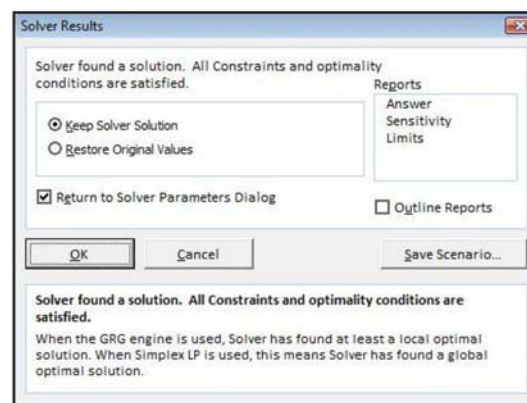 Solver Results
Solver found a solution. All Constraints and optimality
conditions are satisfied.
Reports
Answer
Sensitivity
Limits
Keep Solver Solution
Restore Original Values
Return to Solver Parameters Dialog
Outline Reports
OK
Cancel
Save Scenario...
Solver found a solution. All Constraints and optimality conditions are
satisfied.
When the GRG engine is used, Solver has found at least a local optimal
solution. When Simplex LP is used, this means Solver has found a global
optimal solution.